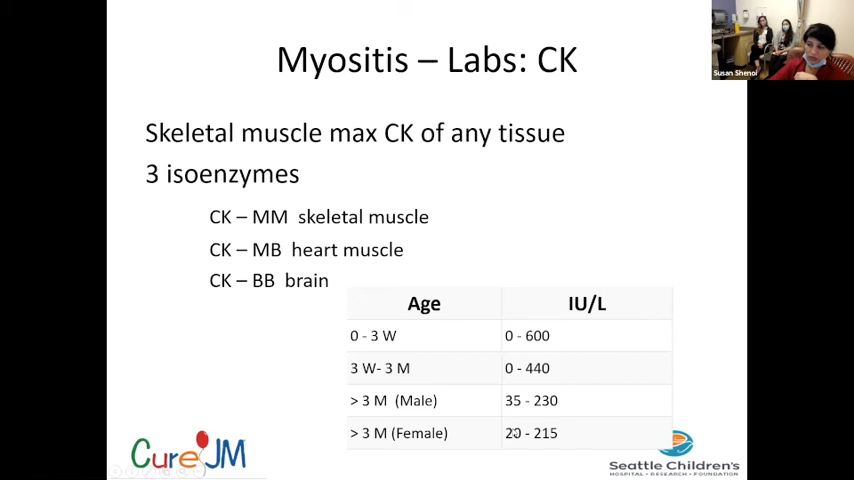 Myositis – Labs: CK
Susan Shenoi
Skeletal muscle max CK of any tissue
3 isoenzymes
CK – MM skeletal muscle
CK – MB heart muscle
CK – BB brain
Age IU/L
0 - 3 W 0 - 600
3 W- 3 M 0 - 440
> 3 M (Male) 35 - 230
> 3 M (Female) 20 - 215
Cure JM
Seattle Children's
HOSPITAL • RESEARCH • FOUNDATION